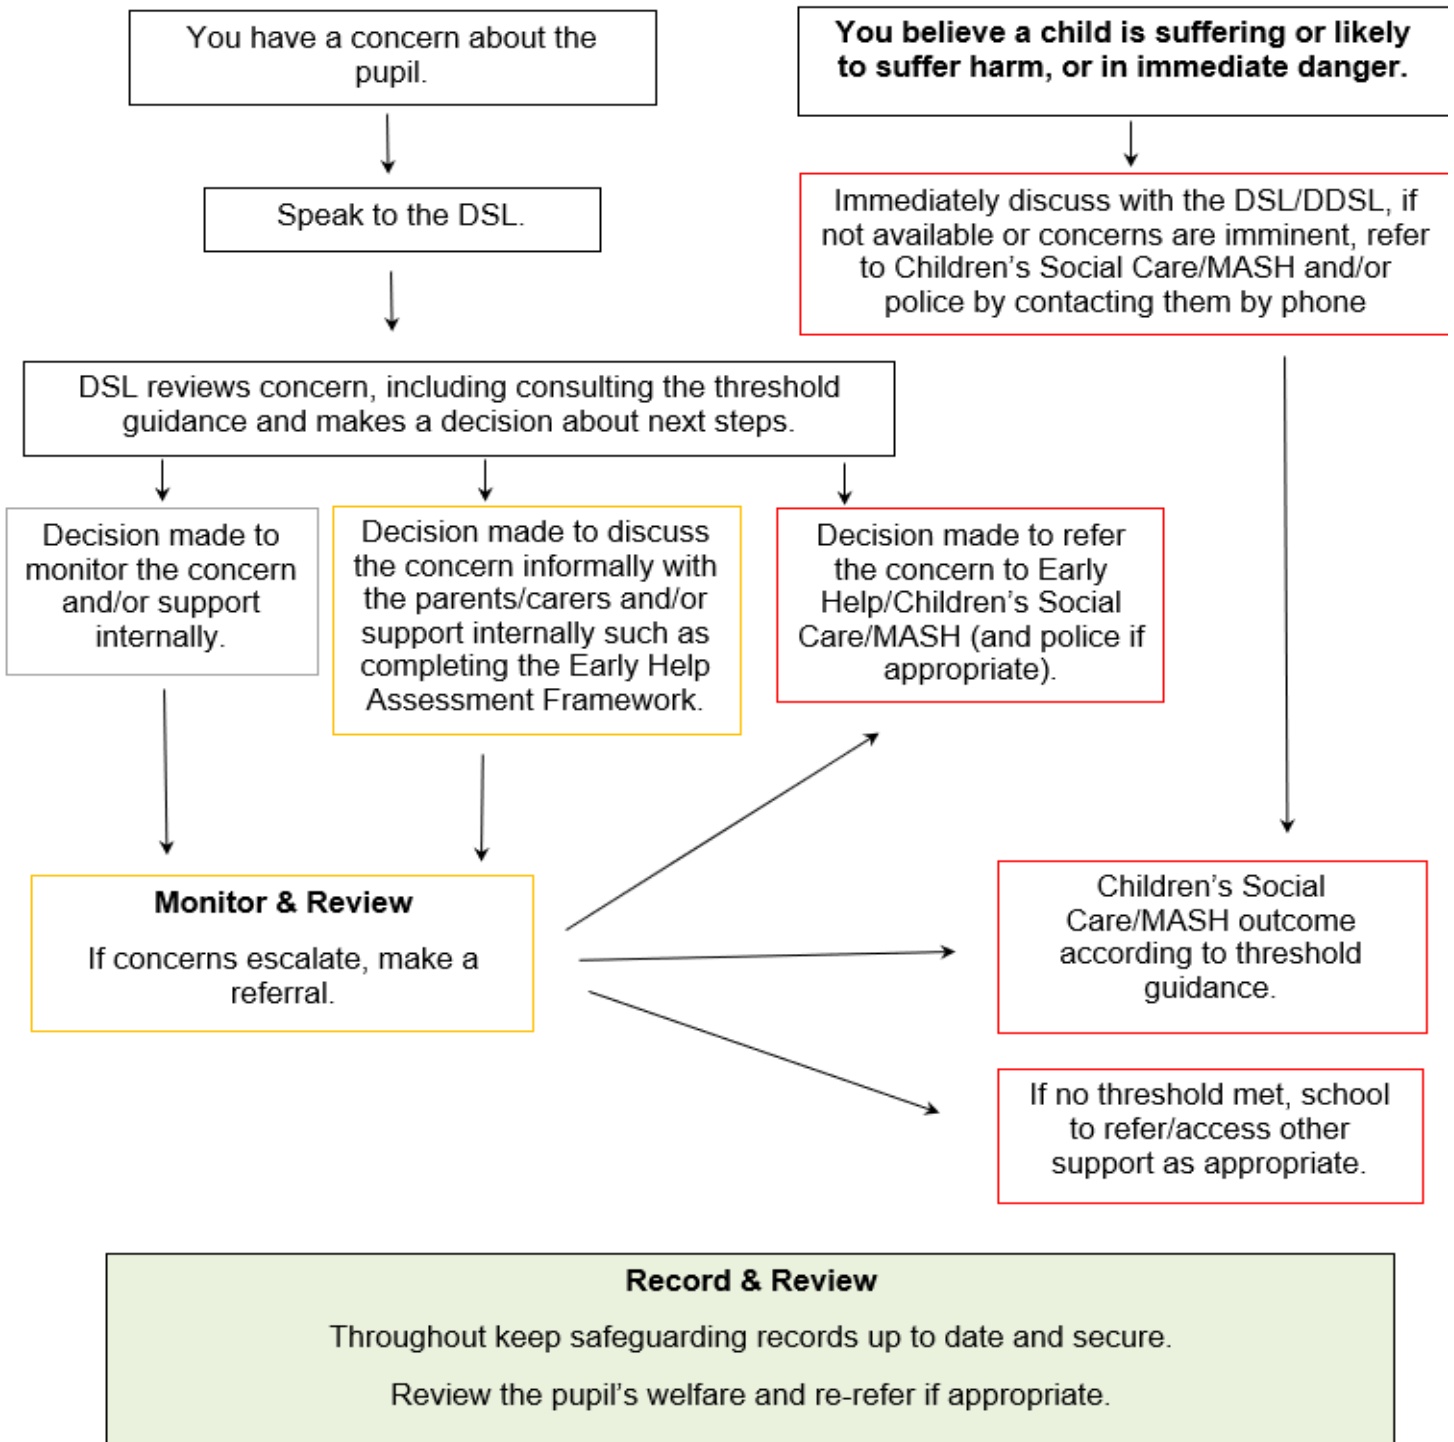 You have a concern about the
pupil.
You believe a child is suffering or likely
to suffer harm, or in immediate danger.
Speak to the DSL.
Immediately discuss with the DSL/DDSL, if
not available or concerns are imminent, refer
to Children’s Social Care/MASH and/or
police by contacting them by phone
DSL reviews concern, including consulting the threshold
guidance and makes a decision about next steps.
Decision made to
monitor the concern
and/or support
internally.
Decision made to discuss
the concern informally with
the parents/carers and/or
support internally such as
completing the Early Help
Assessment Framework.
Decision made to refer
the concern to Early
Help/Children’s Social
Care/MASH (and police if
appropriate).
Monitor & Review
If concerns escalate, make a
referral.
Children’s Social
Care/MASH outcome
according to threshold
guidance.
If no threshold met, school
to refer/access other
support as appropriate.
Record & Review
Throughout keep safeguarding records up to date and secure.
Review the pupil’s welfare and re-refer if appropriate.